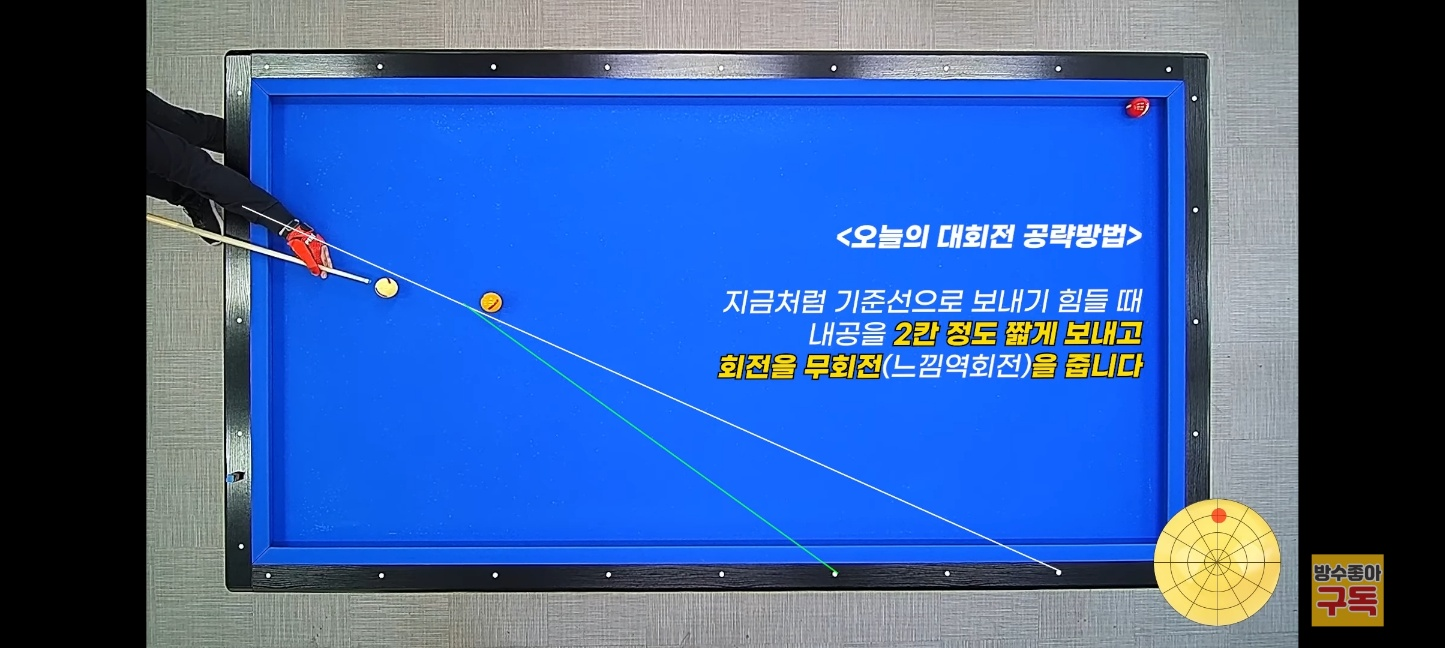 <오늘의 대회전 공략방법>
지금처럼 기준선으로 보내기 힘들 때
내공을 2칸 정도 짧게 보내고
회전을 무회전(느낌역회전)을 줍니다
방수좋아
구독